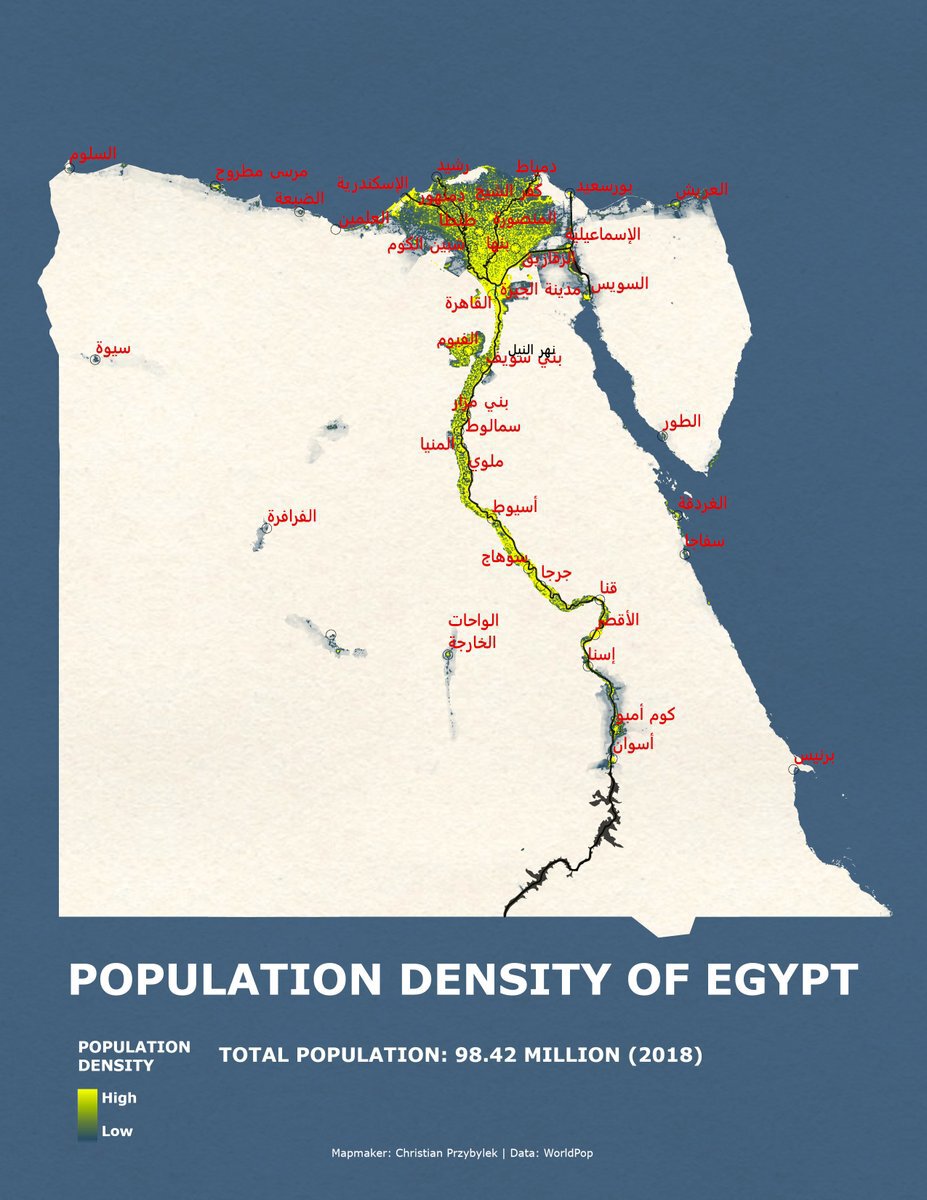 السلوم
مرسى مطروح
الضبعة
العلمين
الإسكندرية
رشيد
دمياط
بورسعيد
العريش
كفر الشيخ
دمنهور
طنطا
المنصورة
الإسماعيلية
شبين الكوم
بنها
الزقازيق
مدينة الجيزة
السويس
القاهرة
الفيوم
نهر النيل
بني سويف
سيوة
بني مزار
سمالوط
المنيا
ملوي
الطور
أسيوط
الغردقة
الفرافرة
سفاجا
سوهاج
جرجا
قنا
الواحات
الخارجة
الأقصر
إسنا
كوم أمبو
أسوان
برنيس
POPULATION DENSITY OF EGYPT
POPULATION
DENSITY
TOTAL POPULATION: 98.42 MILLION (2018)
High
Low
Mapmaker: Christian Przybylek | Data: WorldPop